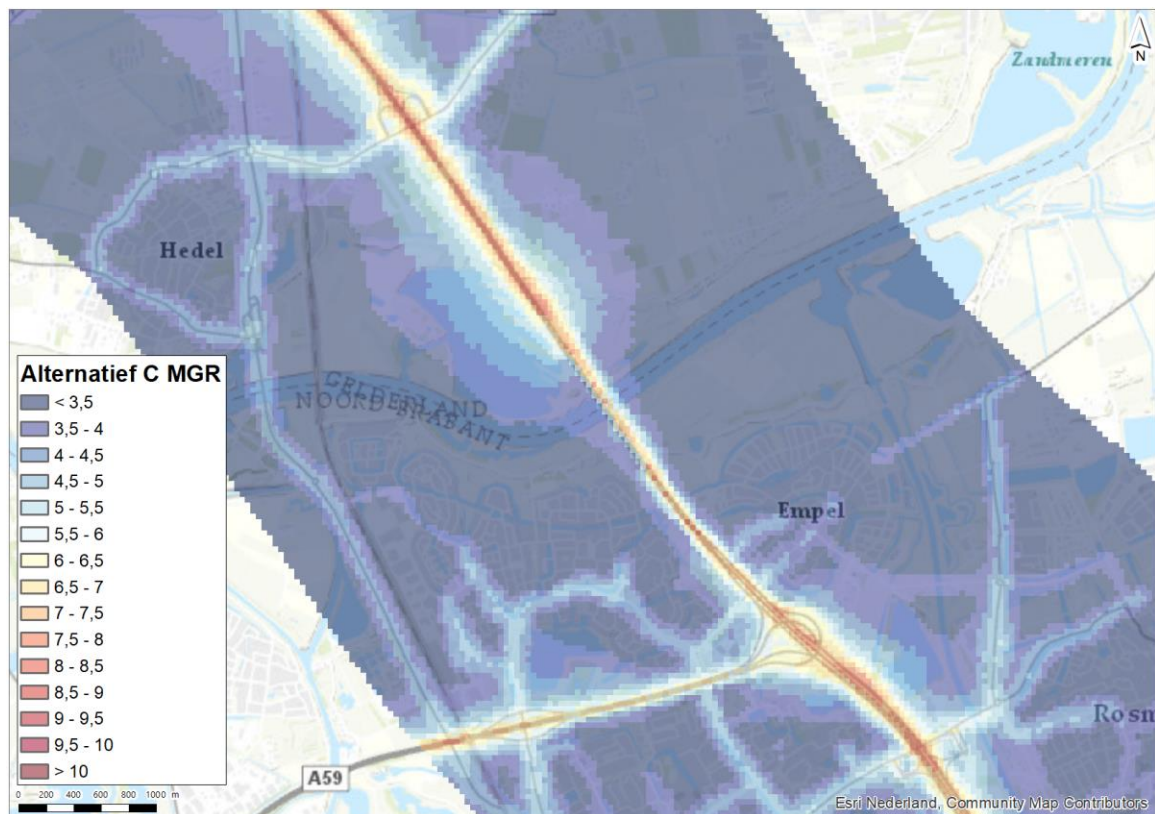 Zandmeren
N
Hedel
Alternatief C MGR
< 3,5
3,5 - 4
4 - 4,5
4,5 - 5
5 - 5,5
5,5 - 6
6 - 6,5
6,5 - 7
7 - 7,5
7,5 - 8
8 - 8,5
8,5 - 9
9 - 9,5
9,5 - 10
> 10
0 200 400 600 800 1000 m
GELDERLAND
NOORD-BRABANT
Empel
Rosm
A59
Esri Nederland, Community Map Contributors